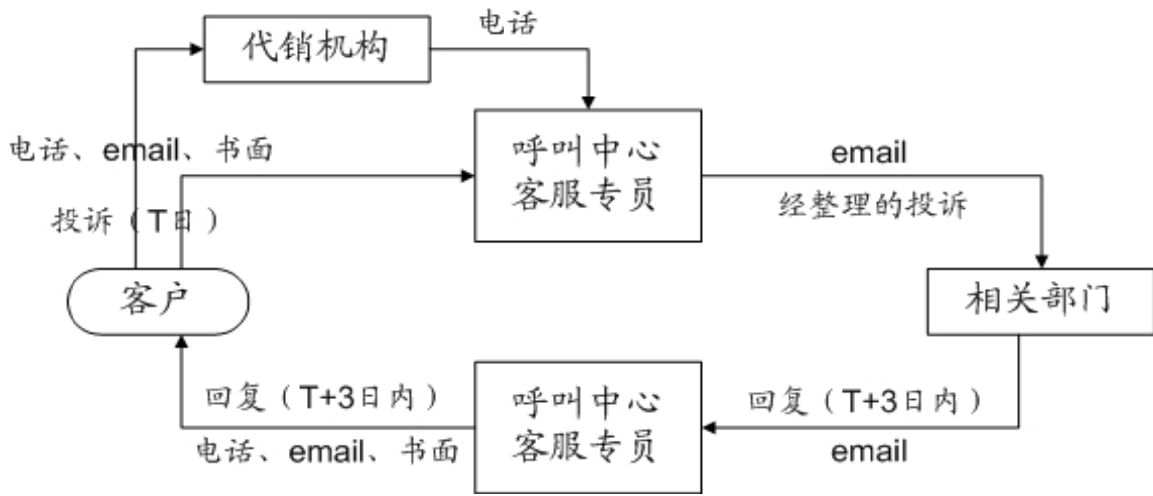 代销机构
电话
电话、email、书面
呼叫中心
客服专员
email
经整理的投诉
投诉（T日）
客户
相关部门
回复（T+3日内）
电话、email、书面
呼叫中心
客服专员
回复（T+3日内）
email